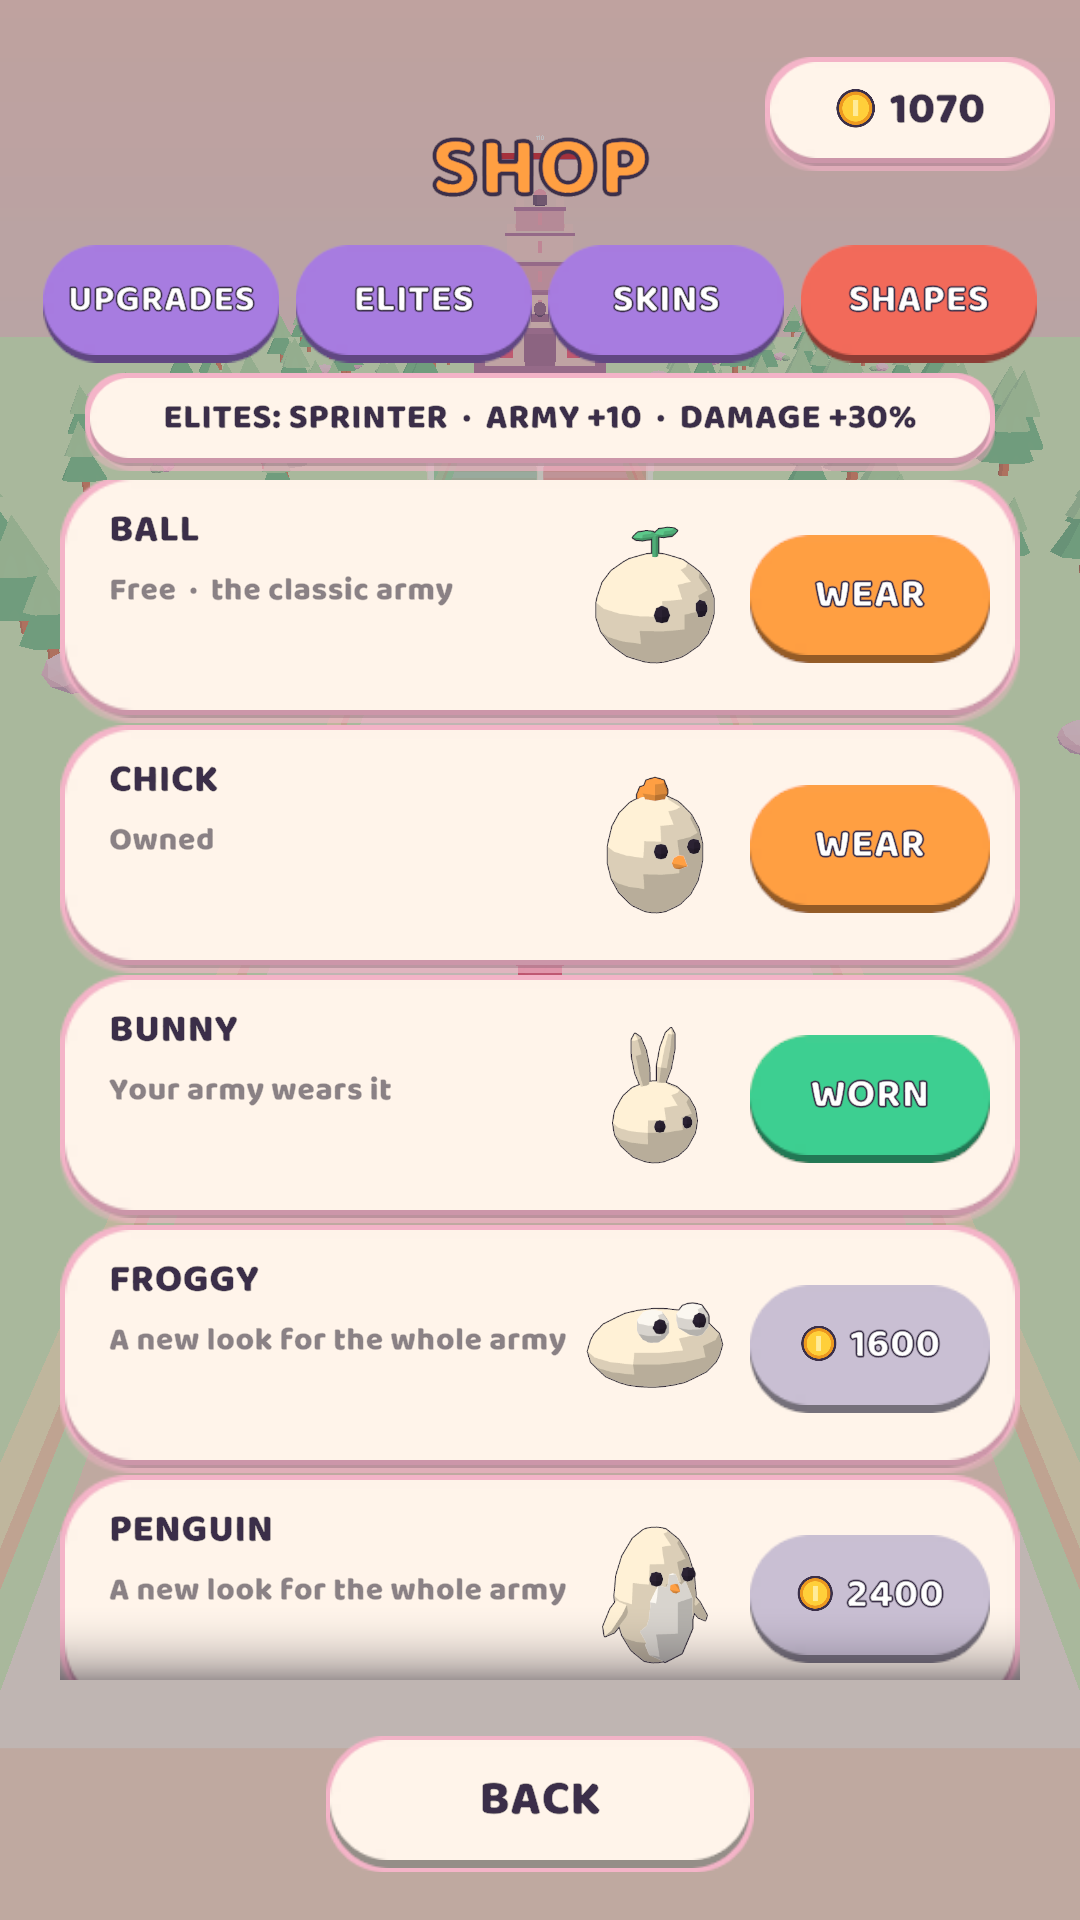 1070
SHOP
UPGRADES
ELITES
SKINS
SHAPES
ELITES: SPRINTER · ARMY +10 · DAMAGE +30%
BALL
Free · the classic army
WEAR
CHICK
Owned
WEAR
BUNNY
Your army wears it
WORN
FROGGY
A new look for the whole army
1600
PENGUIN
A new look for the whole army
2400
BACK